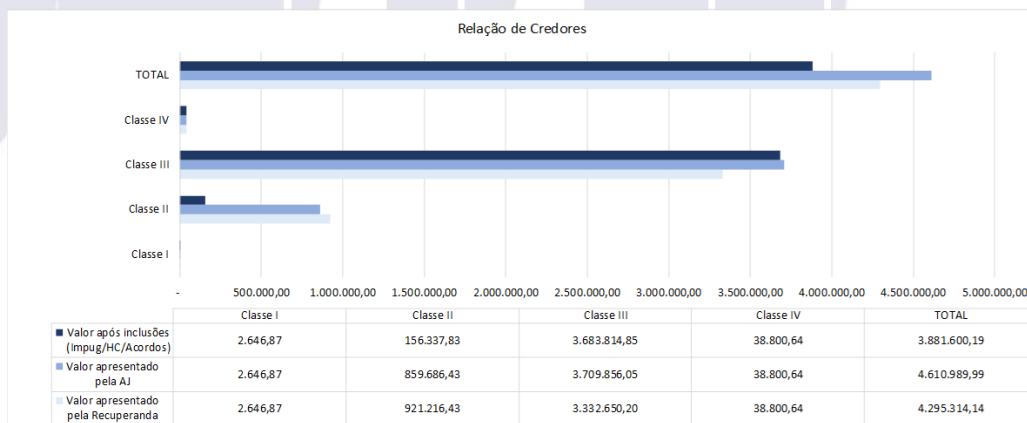 Relação de Credores
TOTAL
Classe IV
Classe III
Classe II
Classe I
- 500.000,00 1.000.000,00 1.500.000,00 2.000.000,00 2.500.000,00 3.000.000,00 3.500.000,00 4.000.000,00 4.500.000,00 5.000.000,00
Classe I Classe II Classe III Classe IV TOTAL
Valor após inclusões
(Impug/HC/Acordos) 2.646,87 156.337,83 3.683.814,85 38.800,64 3.881.600,19
Valor apresentado
pela AJ 2.646,87 859.686,43 3.709.856,05 38.800,64 4.610.989,99
Valor apresentado
pela Recuperanda 2.646,87 921.216,43 3.332.650,20 38.800,64 4.295.314,14